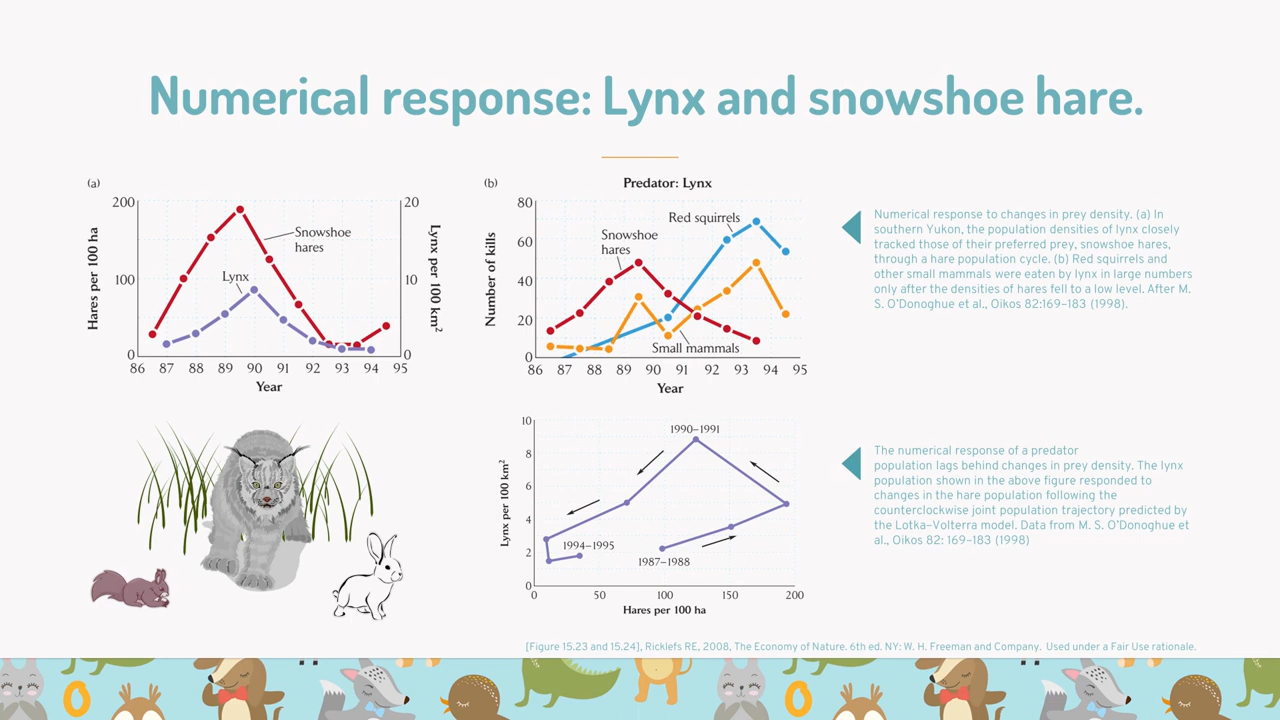 Numerical response: Lynx and snowshoe hare.
(a)
200
100
0
Hares per 100 ha
20
10
0
Lynx per 100 km²
Snowshoe
hares
Lynx
86 87 88 89 90 91 92 93 94 95
Year
(b)
Predator: Lynx
80
60
40
20
0
Number of kills
Red squirrels
Snowshoe
hares
Small mammals
86 87 88 89 90 91 92 93 94 95
Year
Numerical response to changes in prey density. (a) In
southern Yukon, the population densities of lynx closely
tracked those of their preferred prey, snowshoe hares,
through a hare population cycle. (b) Red squirrels and
other small mammals were eaten by lynx in large numbers
only after the densities of hares fell to a low level. After M.
S. O'Donoghue et al., Oikos 82:169–183 (1998).
10
8
6
4
2
0
Lynx per 100 km²
1990–1991
1994–1995
1987–1988
0 50 100 150 200
Hares per 100 ha
The numerical response of a predator
population lags behind changes in prey density. The lynx
population shown in the above figure responded to
changes in the hare population following the
counterclockwise joint population trajectory predicted by
the Lotka–Volterra model. Data from M. S. O'Donoghue et
al., Oikos 82: 169–183 (1998)
[Figure 15.23 and 15.24], Ricklefs RE, 2008, The Economy of Nature. 6th ed. NY: W. H. Freeman and Company. Used under a Fair Use rationale.